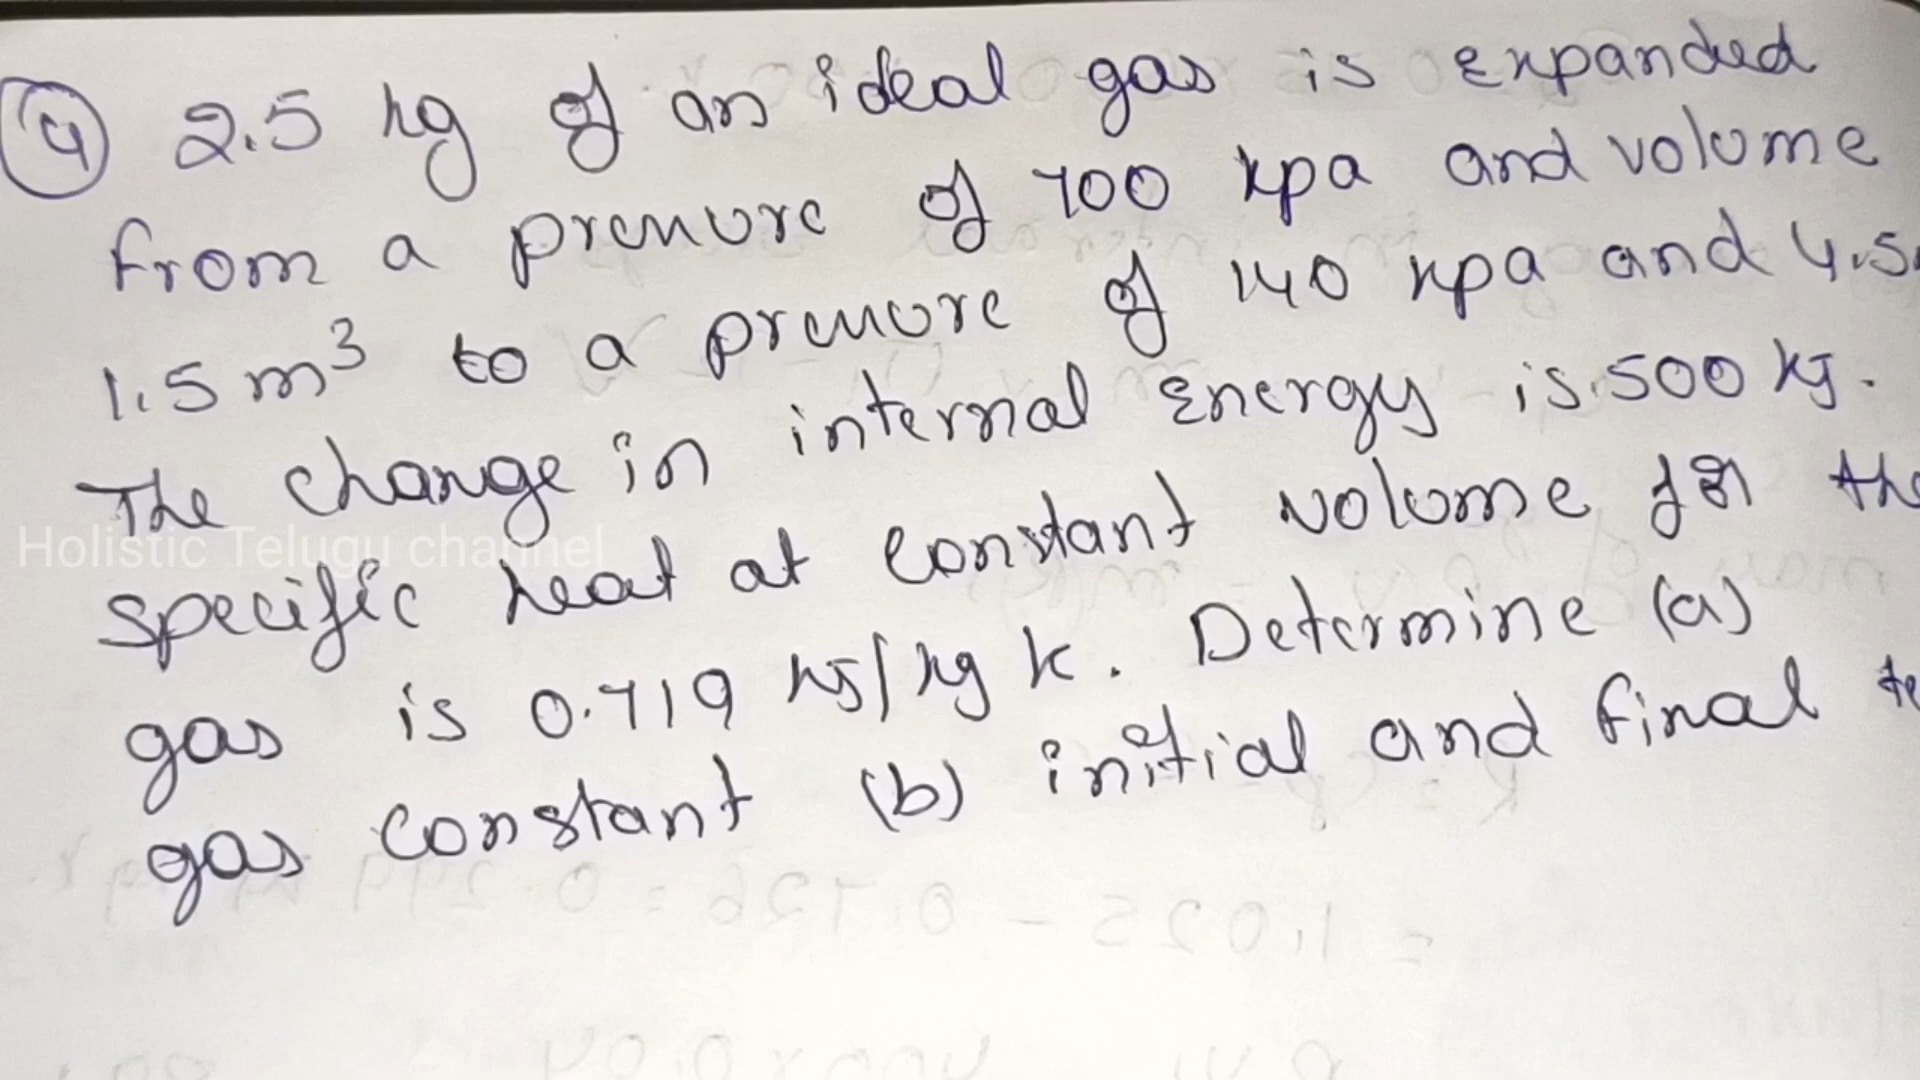 4 2.5 kg of an ideal gas is expanded
from a pressure of 700 kpa and volume
1.5 m³ to a pressure of 140 kpa and 4.5
The change in internal energy is 500 kJ.
Holistic Telugu channel
specific heat at constant volume for the
gas is 0.719 kJ/kg k. Determine (a)
gas constant (b) initial and final te